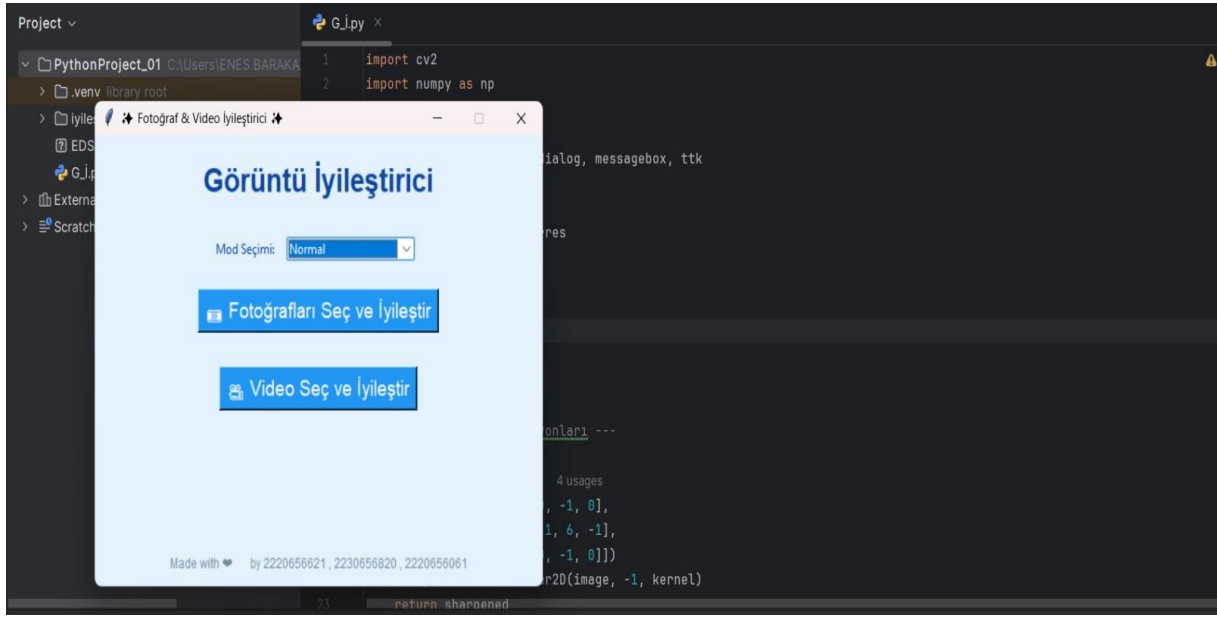 Project
G_İ.py
PythonProject_01 C:\Users\ENES BARAKA
.venv library root
iyile
EDS
G_İ.p
Externa
Scratch
1 import cv2
2 import numpy as np
ialog, messagebox, ttk
res
onları ---
4 usages
, -1, 0],
1, 6, -1],
, -1, 0]])
r2D(image, -1, kernel)
23 return sharpened
✨ Fotoğraf & Video İyileştirici ✨
Görüntü İyileştirici
Mod Seçimi: Normal
Fotoğrafları Seç ve İyileştir
Video Seç ve İyileştir
Made with ❤ by 2220656621 , 2230656820 , 2220656061